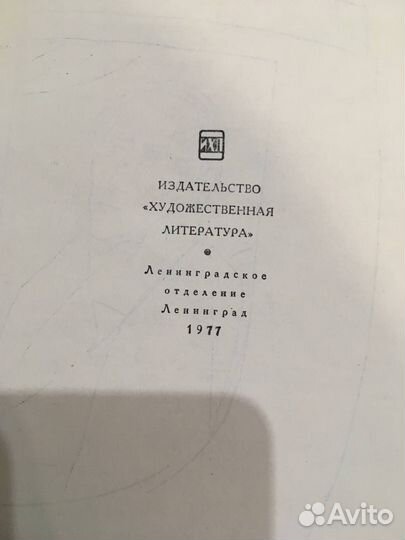 ИЗДАТЕЛЬСТВО
«ХУДОЖЕСТВЕННАЯ
ЛИТЕРАТУРА»
Ленинградское
отделение
Ленинград
1977
Avito